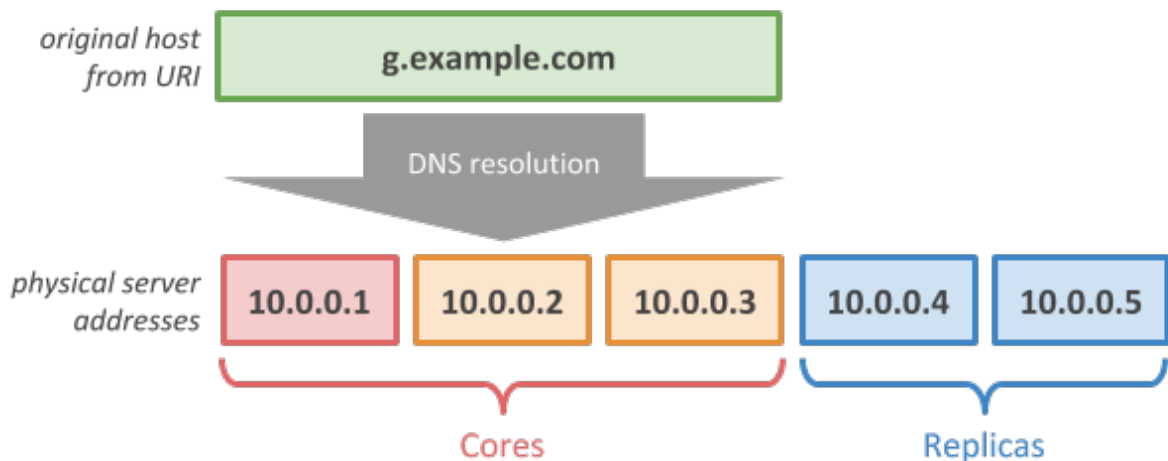 original host
from URI
g.example.com
DNS resolution
physical server
addresses
10.0.0.1
10.0.0.2
10.0.0.3
10.0.0.4
10.0.0.5
Cores
Replicas